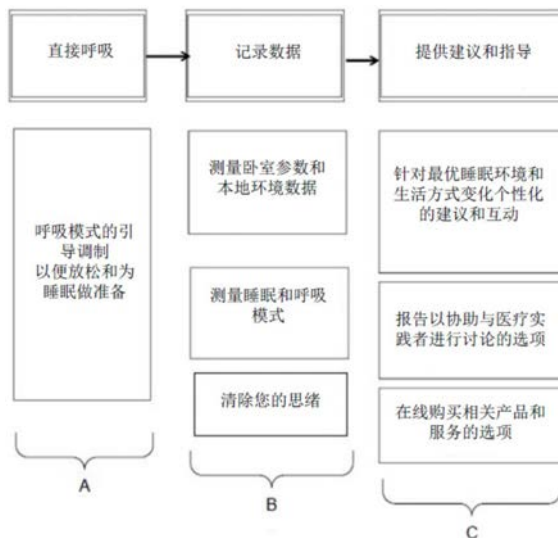 直接呼吸
记录数据
提供建议和指导
呼吸模式的引
导调制
以便放松和为
睡眠做准备
测量卧室参数和
本地环境数据
测量睡眠和呼吸
模式
清除您的思绪
针对最优睡眠环境和
生活方式变化个性化
的建议和互动
报告以协助与医疗实
践者进行讨论的选项
在线购买相关产品和
服务的选项
A
B
C